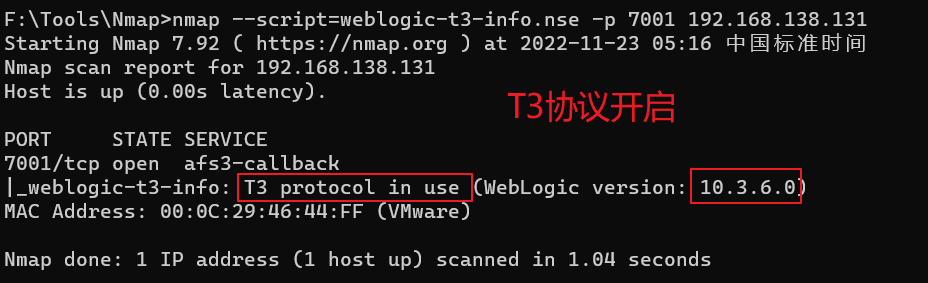 F:\Tools\Nmap>nmap --script=weblogic-t3-info.nse -p 7001 192.168.138.131
Starting Nmap 7.92 ( https://nmap.org ) at 2022-11-23 05:16 中国标准时间
Nmap scan report for 192.168.138.131
Host is up (0.00s latency).
T3协议开启
PORT     STATE SERVICE
7001/tcp open  afs3-callback
|_weblogic-t3-info: T3 protocol in use (WebLogic version: 10.3.6.0)
MAC Address: 00:0C:29:46:44:FF (VMware)
Nmap done: 1 IP address (1 host up) scanned in 1.04 seconds